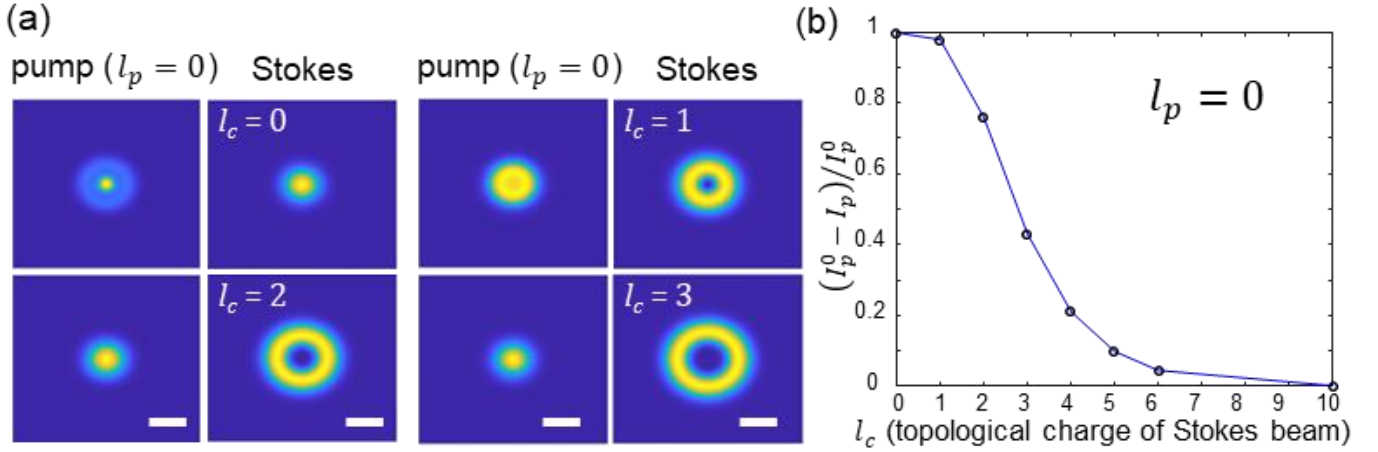 (a)
pump (l_p = 0) Stokes pump (l_p = 0) Stokes
l_c = 0
l_c = 1
l_c = 2
l_c = 3
(b)
1
0.8
0.6
0.4
0.2
0
(I_p^0 − I_p)/I_p^0
l_p = 0
0 1 2 3 4 5 6 7 8 9 10
l_c (topological charge of Stokes beam)